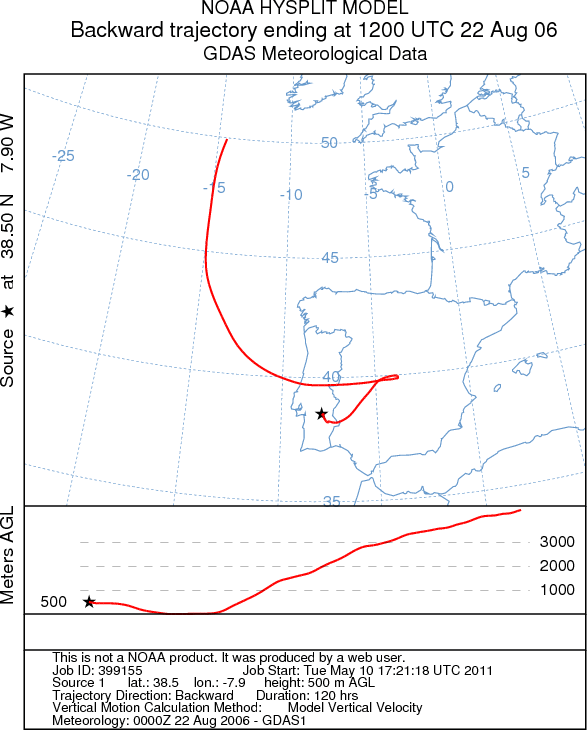 NOAA HYSPLIT MODEL
Backward trajectory ending at 1200 UTC 22 Aug 06
GDAS Meteorological Data
Source ★ at 38.50 N 7.90 W
50
-25
-20
-15
-10
-5
0
5
45
40
35
Meters AGL
3000
2000
1000
500
This is not a NOAA product. It was produced by a web user.
Job ID: 399155 Job Start: Tue May 10 17:21:18 UTC 2011
Source 1 lat.: 38.5 lon.: -7.9 height: 500 m AGL
Trajectory Direction: Backward Duration: 120 hrs
Vertical Motion Calculation Method: Model Vertical Velocity
Meteorology: 0000Z 22 Aug 2006 - GDAS1